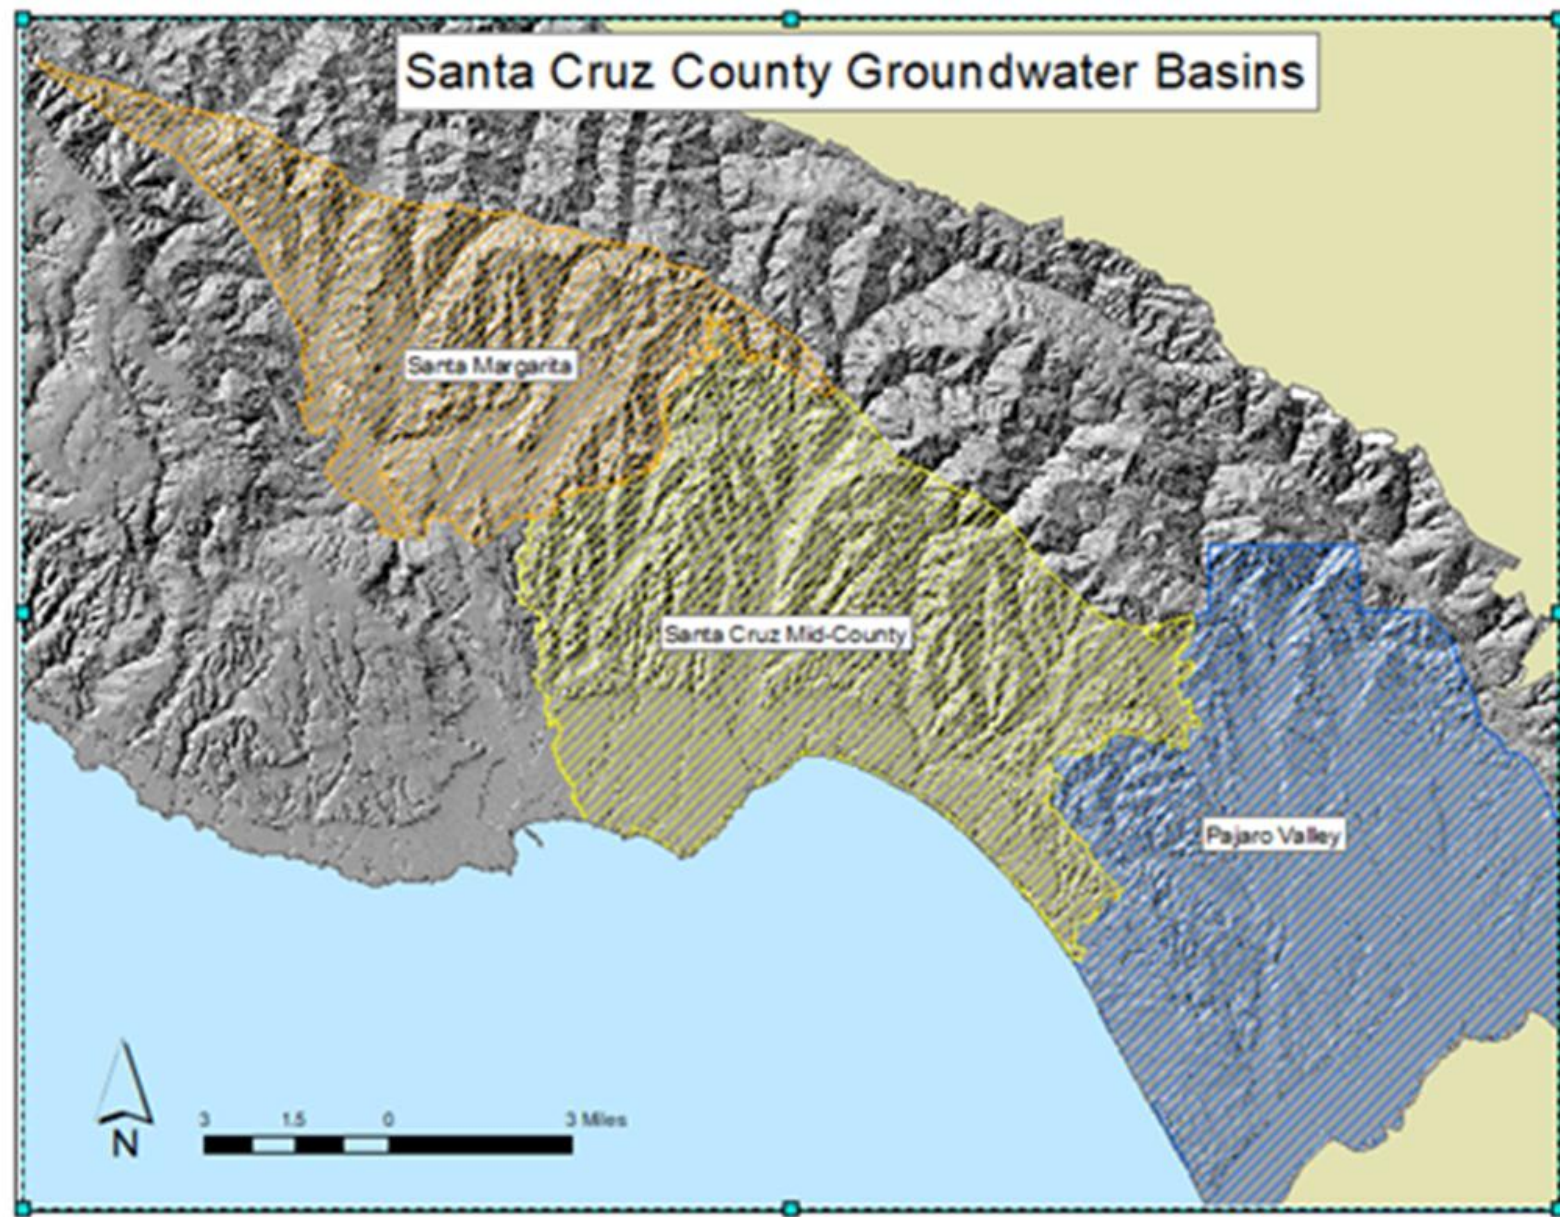 Santa Cruz County Groundwater Basins
Santa Margarita
Santa Cruz Mid-County
Pajaro Valley
3 1.5 0 3 Miles
N